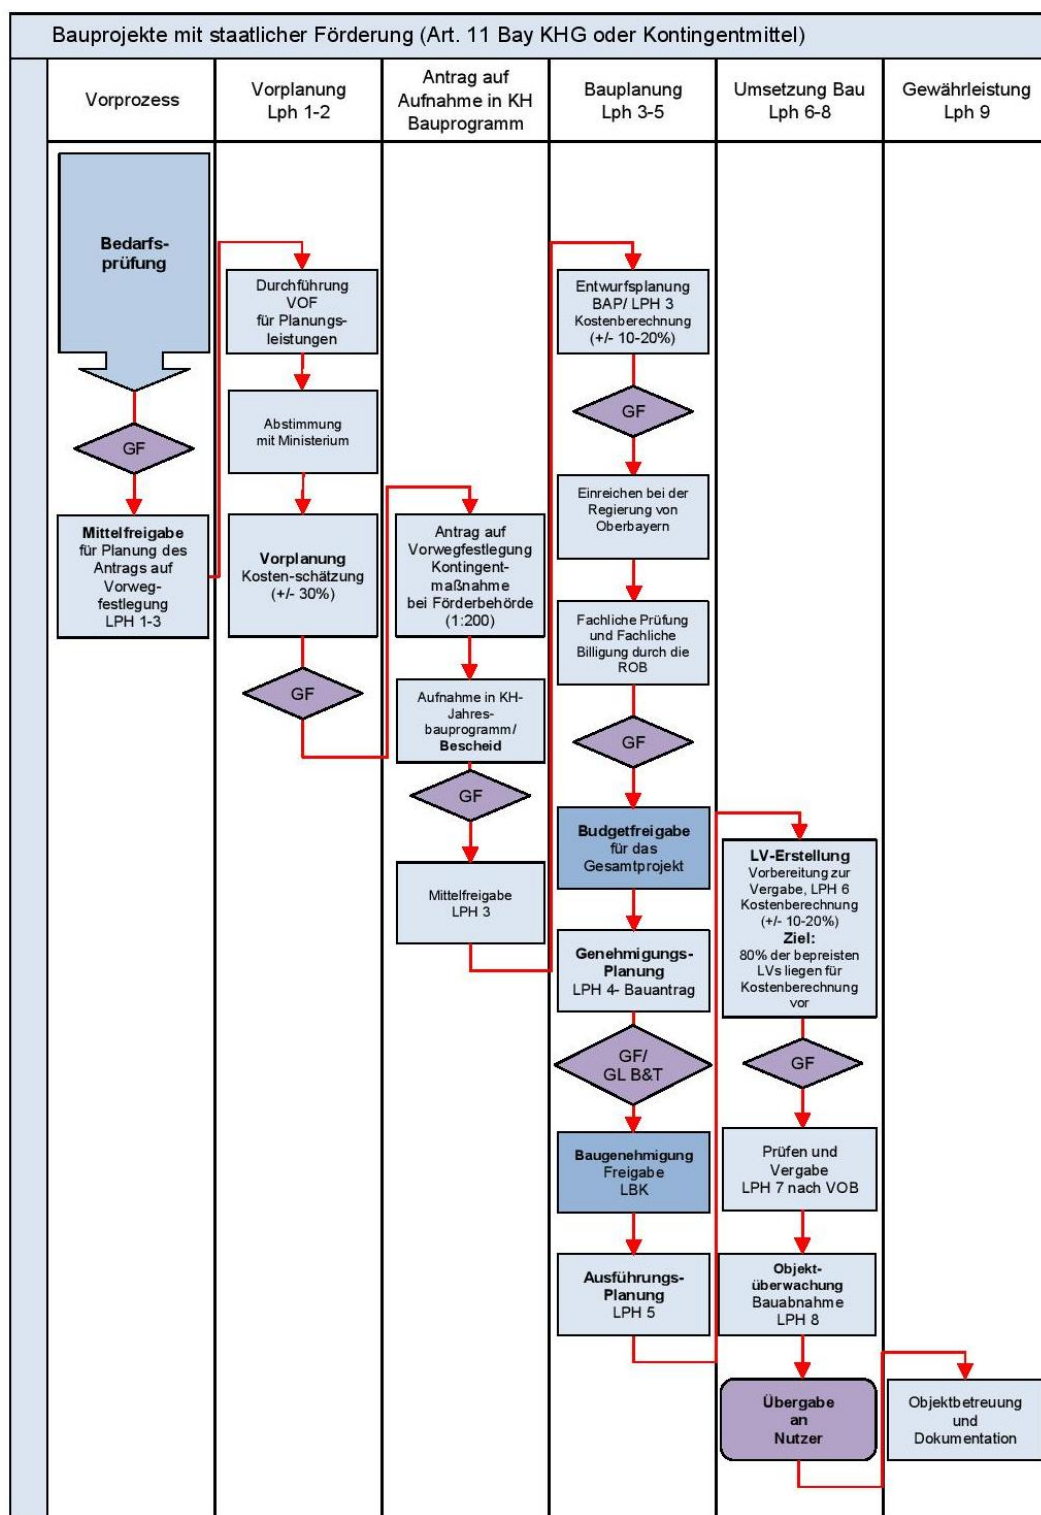 Bauprojekte mit staatlicher Förderung (Art. 11 Bay KHG oder Kontingentmittel)
Vorprozess
Vorplanung
Lph 1-2
Antrag auf
Aufnahme in KH
Bauprogramm
Bauplanung
Lph 3-5
Umsetzung Bau
Lph 6-8
Gewährleistung
Lph 9
Bedarfs-
prüfung
GF
Mittelfreigabe
für Planung des
Antrags auf
Vorweg-
festlegung
LPH 1-3
Durchführung
VOF
für Planungs-
leistungen
Abstimmung
mit Ministerium
Vorplanung
Kosten-schätzung
(+/- 30%)
GF
Antrag auf
Vorwegfestlegung
Kontingent-
maßnahme
bei Förderbehörde
(1:200)
Aufnahme in KH-
Jahres-
bauprogramm/
Bescheid
GF
Mittelfreigabe
LPH 3
Entwurfsplanung
BAP/ LPH 3
Kostenberechnung
(+/- 10-20%)
GF
Einreichen bei der
Regierung von
Oberbayern
Fachliche Prüfung
und Fachliche
Billigung durch die
ROB
GF
Budgetfreigabe
für das
Gesamtprojekt
Genehmigungs-
Planung
LPH 4- Bauantrag
GF/
GL B&T
Baugenehmigung
Freigabe
LBK
Ausführungs-
Planung
LPH 5
LV-Erstellung
Vorbereitung zur
Vergabe, LPH 6
Kostenberechnung
(+/- 10-20%)
Ziel:
80% der bepreisten
LVs liegen für
Kostenberechnung
vor
GF
Prüfen und
Vergabe
LPH 7 nach VOB
Objekt-
überwachung
Bauabnahme
LPH 8
Übergabe
an
Nutzer
Objektbetreuung
und
Dokumentation